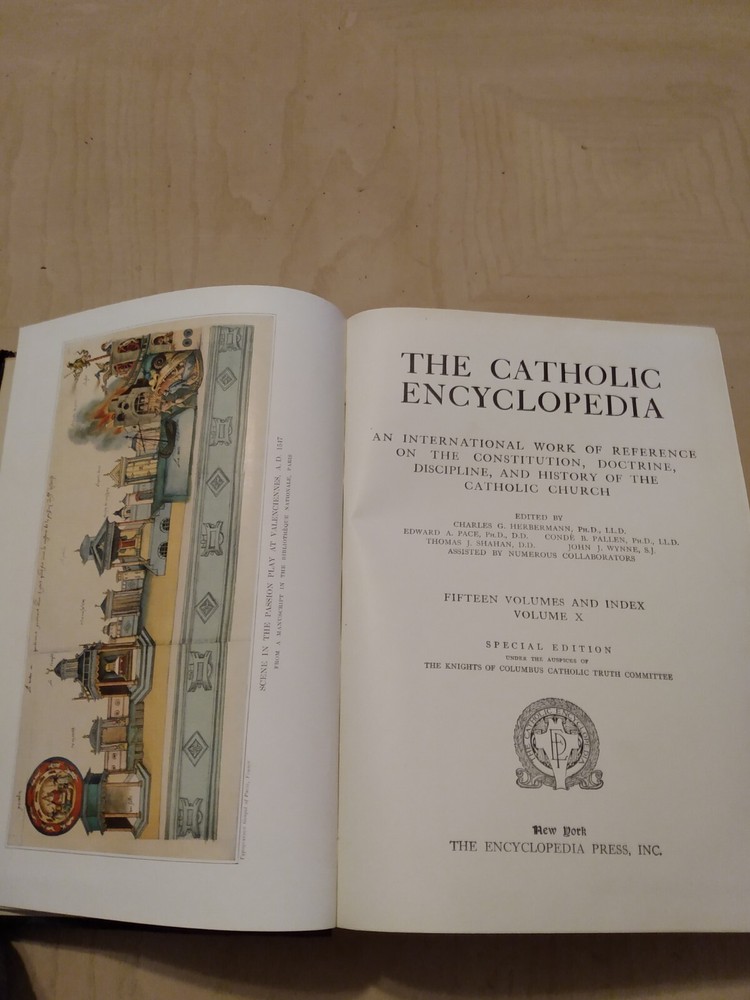 SCENE IN THE PASSION PLAY AT VALENCIENNES, A.D. 1547
FROM A MANUSCRIPT IN THE BIBLIOTHÈQUE NATIONALE, PARIS
THE CATHOLIC
ENCYCLOPEDIA
AN INTERNATIONAL WORK OF REFERENCE
ON THE CONSTITUTION, DOCTRINE,
DISCIPLINE, AND HISTORY OF THE
CATHOLIC CHURCH
EDITED BY
CHARLES G. HERBERMANN, PH.D., LL.D.
EDWARD A. PACE, PH.D., D.D. CONDÉ B. PALLEN, PH.D., LL.D.
THOMAS J. SHAHAN, D.D. JOHN J. WYNNE, S.J.
ASSISTED BY NUMEROUS COLLABORATORS
FIFTEEN VOLUMES AND INDEX
VOLUME X
SPECIAL EDITION
UNDER THE AUSPICES OF
THE KNIGHTS OF COLUMBUS CATHOLIC TRUTH COMMITTEE
THE CATHOLIC ENCYCLOPEDIA
New York
THE ENCYCLOPEDIA PRESS, INC.